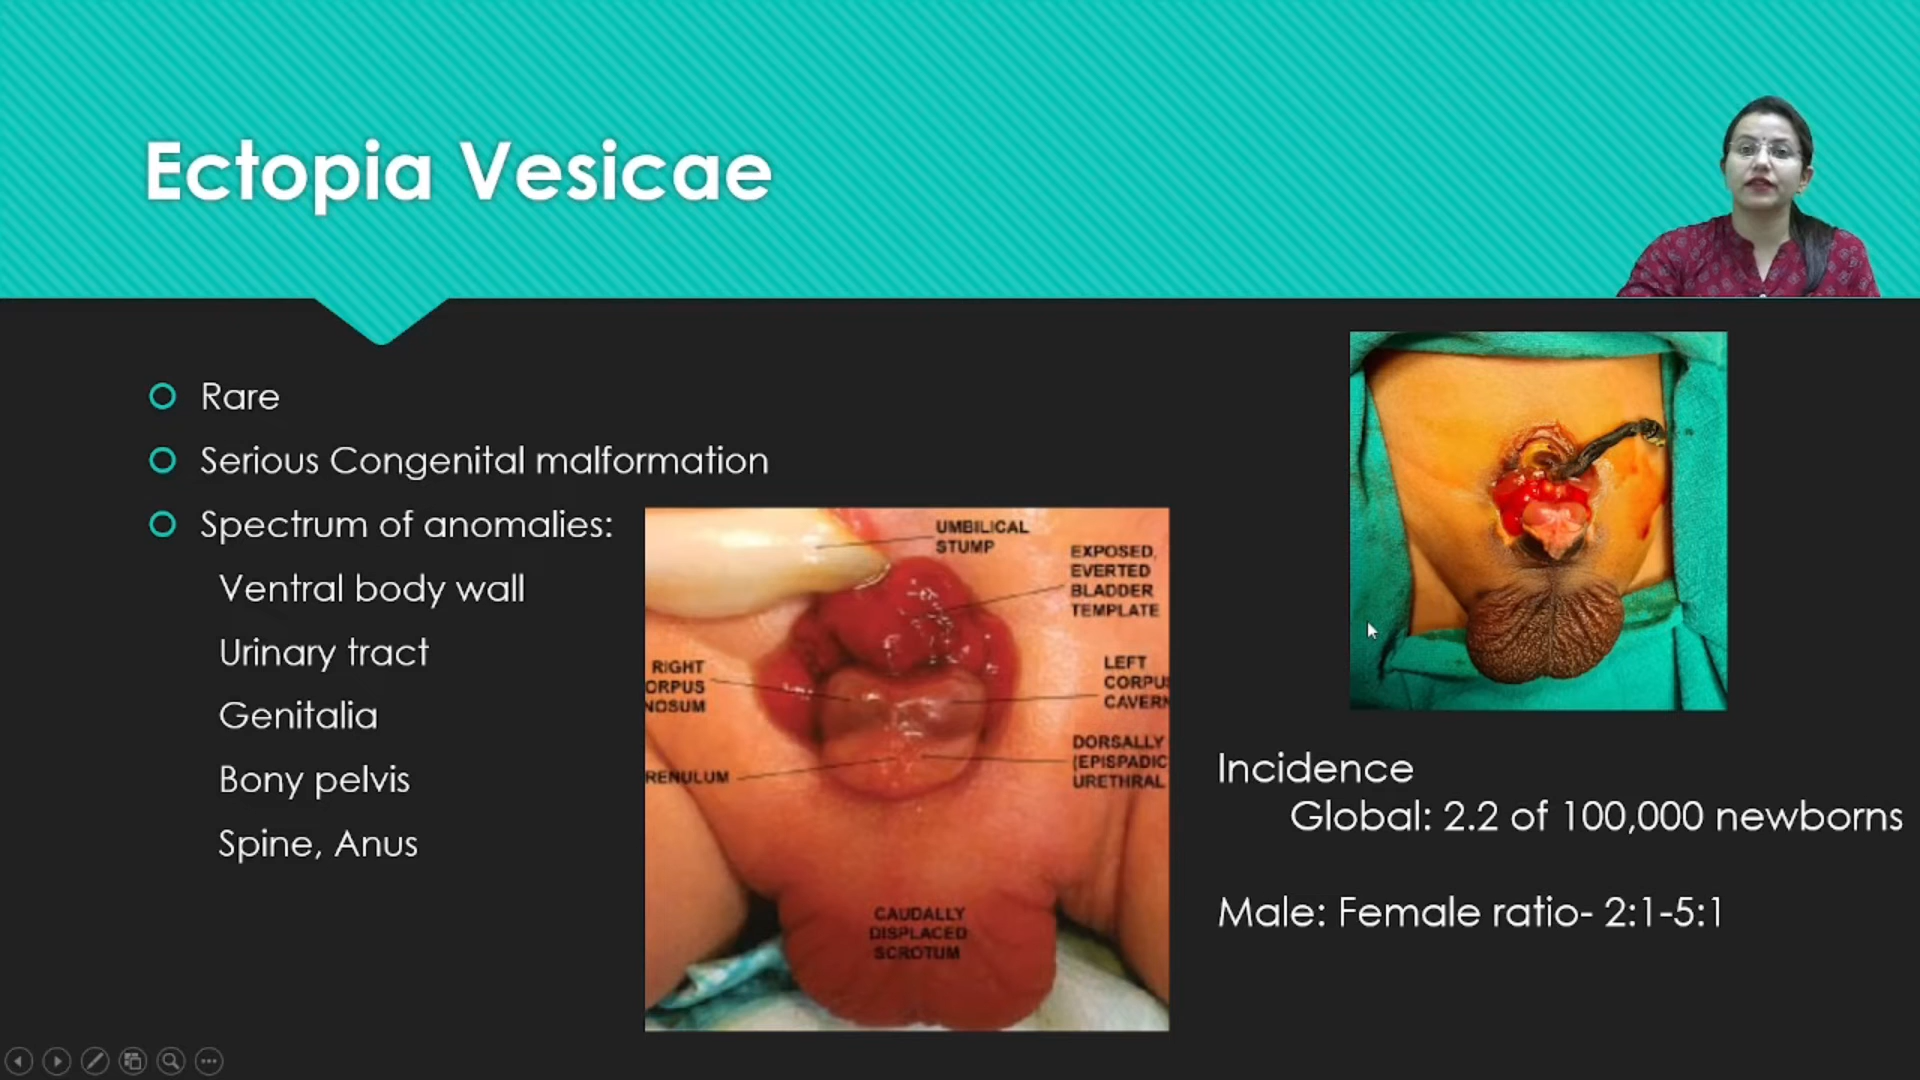 Ectopia Vesicae
Rare
Serious Congenital malformation
Spectrum of anomalies:
Ventral body wall
Urinary tract
Genitalia
Bony pelvis
Spine, Anus
UMBILICAL
STUMP
EXPOSED,
EVERTED
BLADDER
TEMPLATE
RIGHT
ORPUS
NOSUM
LEFT
CORPUS
CAVERN
DORSALLY
(EPISPADIC
URETHRAL
RENULUM
CAUDALLY
DISPLACED
SCROTUM
Incidence
Global: 2.2 of 100,000 newborns
Male: Female ratio- 2:1-5:1